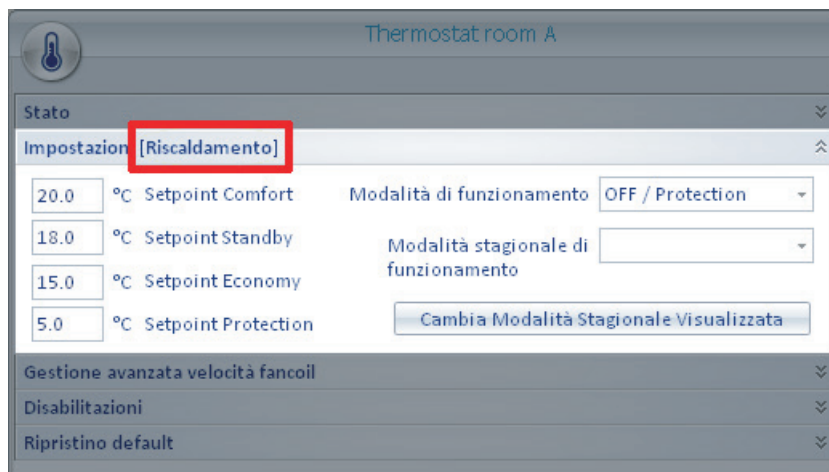 Thermostat room A
Stato
Impostazion [Riscaldamento]
20.0 °C Setpoint Comfort Modalità di funzionamento OFF / Protection
18.0 °C Setpoint Standby Modalità stagionale di
funzionamento
15.0 °C Setpoint Economy
5.0 °C Setpoint Protection Cambia Modalità Stagionale Visualizzata
Gestione avanzata velocità fancoil
Disabilitazioni
Ripristino default